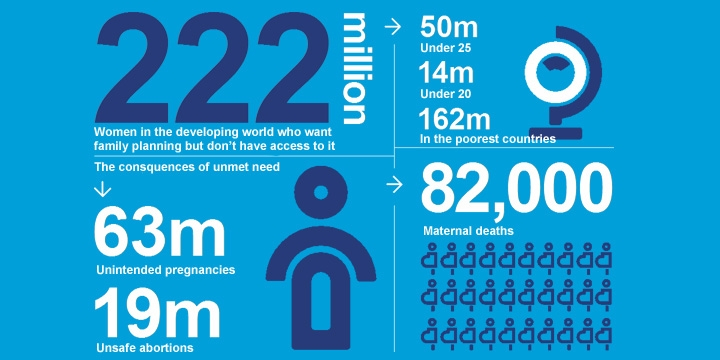 222
million
Women in the developing world who want
family planning but don't have access to it
50m
Under 25
14m
Under 20
162m
In the poorest countries
The consquences of unmet need
63m
Unintended pregnancies
19m
Unsafe abortions
82,000
Maternal deaths